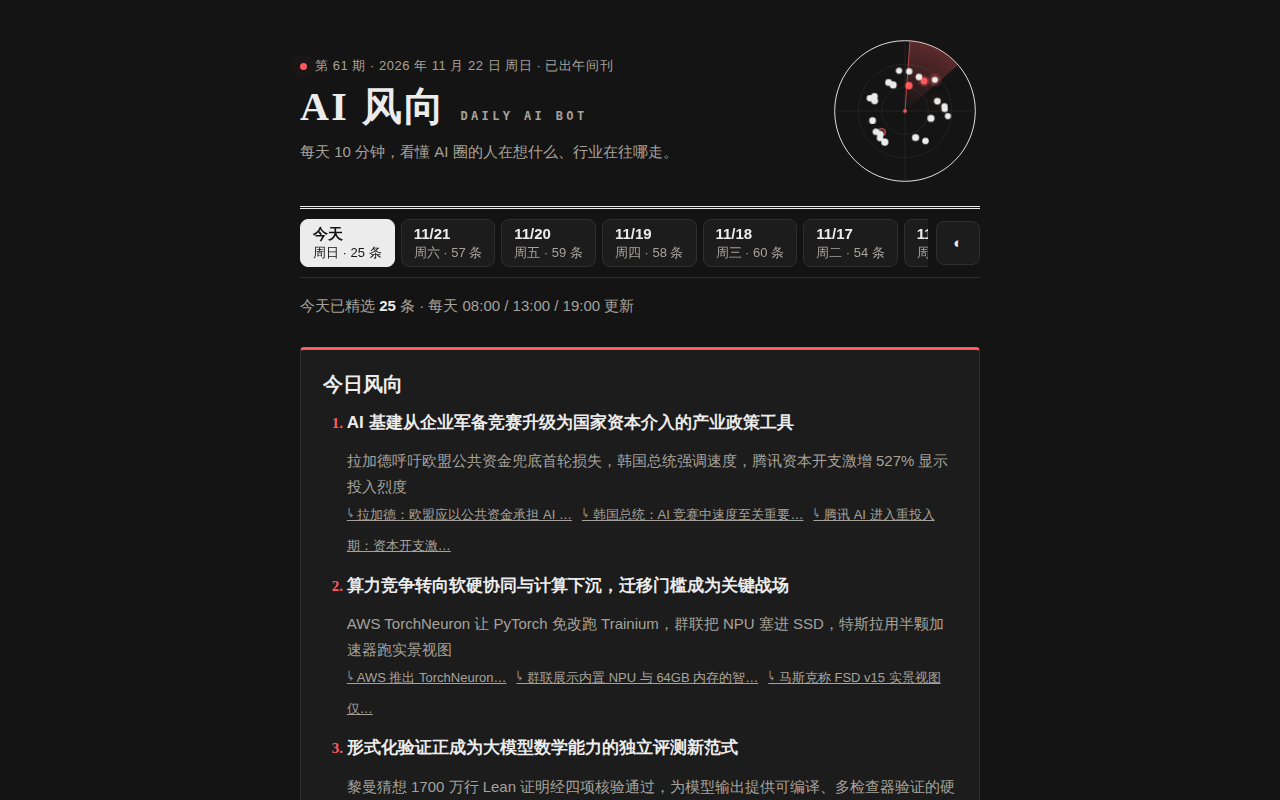 第 61 期 · 2026 年 11 月 22 日 周日 · 已出午间刊
AI 风向 DAILY AI BOT
每天 10 分钟，看懂 AI 圈的人在想什么、行业在往哪走。
今天 11/21 11/20 11/19 11/18 11/17
周日 · 25 条 周六 · 57 条 周五 · 59 条 周四 · 58 条 周三 · 60 条 周二 · 54 条 周
今天已精选 25 条 · 每天 08:00 / 13:00 / 19:00 更新
今日风向
1. AI 基建从企业军备竞赛升级为国家资本介入的产业政策工具
拉加德呼吁欧盟公共资金兜底首轮损失，韩国总统强调速度，腾讯资本开支激增 527% 显示
投入烈度
↳ 拉加德：欧盟应以公共资金承担 AI … ↳ 韩国总统：AI 竞赛中速度至关重要… ↳ 腾讯 AI 进入重投入
期：资本开支激…
2. 算力竞争转向软硬协同与计算下沉，迁移门槛成为关键战场
AWS TorchNeuron 让 PyTorch 免改跑 Trainium，群联把 NPU 塞进 SSD，特斯拉用半颗加
速器跑实景视图
↳ AWS 推出 TorchNeuron… ↳ 群联展示内置 NPU 与 64GB 内存的智… ↳ 马斯克称 FSD v15 实景视图
仅…
3. 形式化验证正成为大模型数学能力的独立评测新范式
黎曼猜想 1700 万行 Lean 证明经四项核验通过，为模型输出提供可编译、多检查器验证的硬